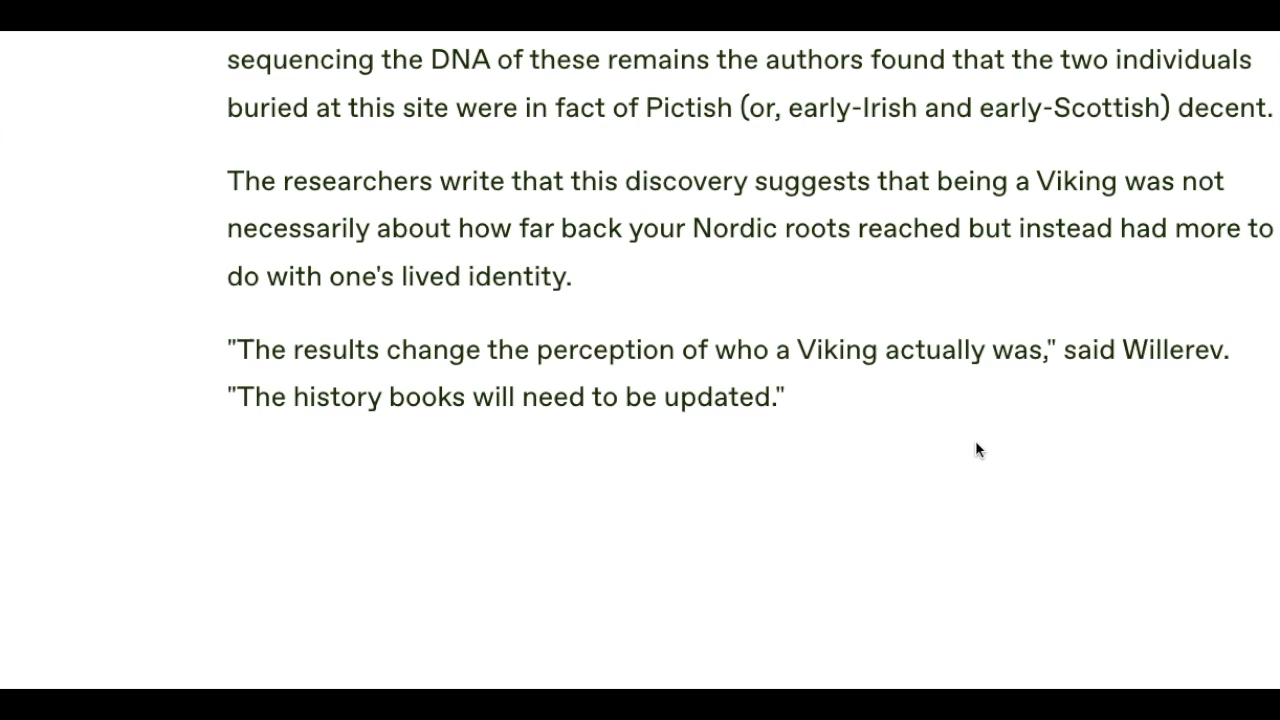 sequencing the DNA of these remains the authors found that the two individuals
buried at this site were in fact of Pictish (or, early-Irish and early-Scottish) decent.
The researchers write that this discovery suggests that being a Viking was not
necessarily about how far back your Nordic roots reached but instead had more to
do with one's lived identity.
"The results change the perception of who a Viking actually was," said Willerev.
"The history books will need to be updated."